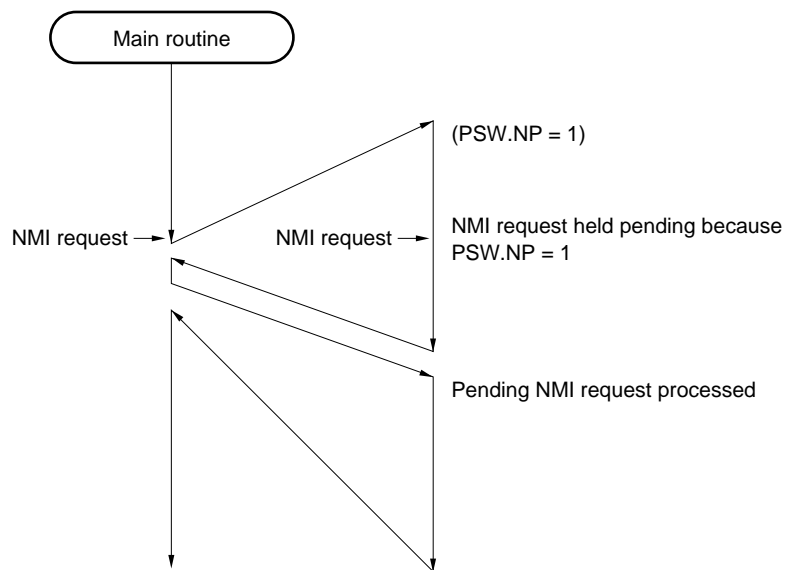 Main routine
(PSW.NP = 1)
NMI request
NMI request
NMI request held pending because
PSW.NP = 1
Pending NMI request processed